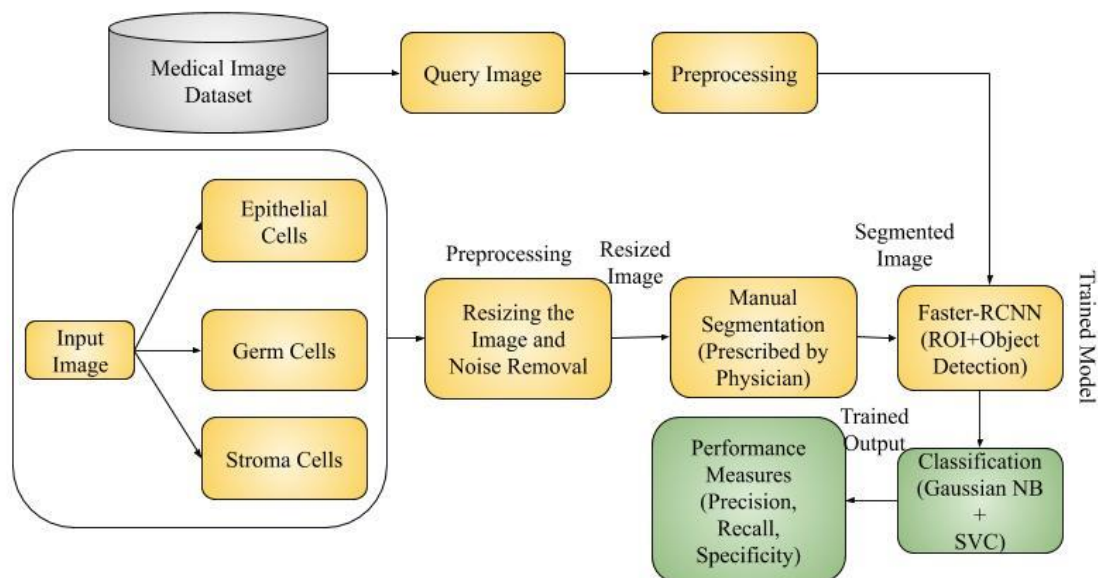 Medical Image
Dataset
Query Image
Preprocessing
Epithelial
Cells
Input
Image
Germ Cells
Stroma Cells
Preprocessing
Resizing the
Image and
Noise Removal
Resized
Image
Manual
Segmentation
(Prescribed by
Physician)
Segmented
Image
Faster-RCNN
(ROI+Object
Detection)
Trained Model
Trained
Output
Classification
(Gaussian NB
+
SVC)
Performance
Measures
(Precision,
Recall,
Specificity)